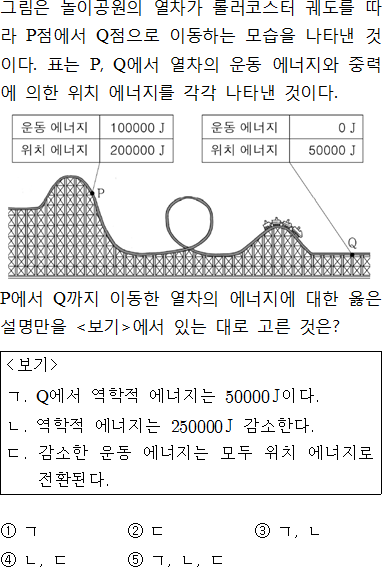 그림은 놀이공원의 열차가 롤러코스터 궤도를 따
라 P점에서 Q점으로 이동하는 모습을 나타낸 것
이다. 표는 P, Q에서 열차의 운동 에너지와 중력
에 의한 위치 에너지를 각각 나타낸 것이다.
운동 에너지 100000 J
위치 에너지 200000 J
운동 에너지 0 J
위치 에너지 50000 J
P
Q
P에서 Q까지 이동한 열차의 에너지에 대한 옳은
설명만을 <보기>에서 있는 대로 고른 것은?
<보기>
ㄱ. Q에서 역학적 에너지는 50000J이다.
ㄴ. 역학적 에너지는 250000J 감소한다.
ㄷ. 감소한 운동 에너지는 모두 위치 에너지로
전환된다.
① ㄱ ② ㄷ ③ ㄱ, ㄴ
④ ㄴ, ㄷ ⑤ ㄱ, ㄴ, ㄷ